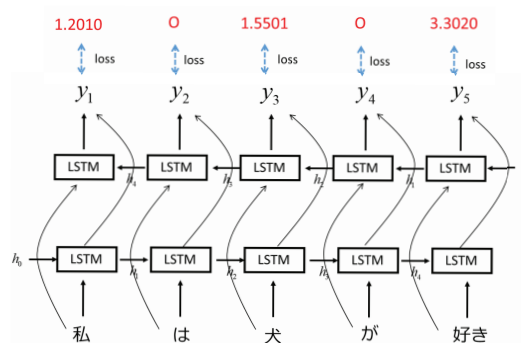 1.2010 O 1.5501 O 3.3020
loss loss loss loss loss
y₁ y₂ y₃ y₄ y₅
LSTM LSTM LSTM LSTM LSTM
h₄ h₃ h₂ h₁
h₀ LSTM h₁ LSTM h₂ LSTM h₃ LSTM h₄ LSTM
私 は 犬 が 好き